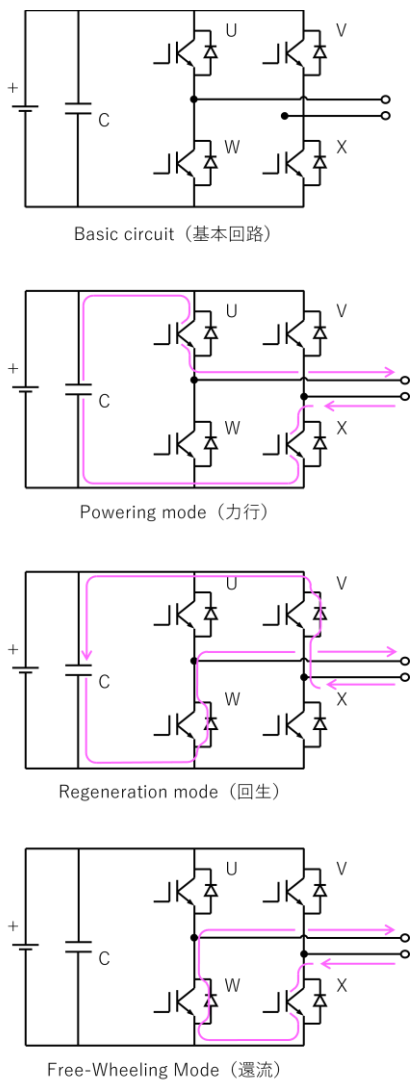 U
V
+
C
W
X
Basic circuit（基本回路）
U
V
+
C
W
X
Powering mode（力行）
U
V
+
C
W
X
Regeneration mode（回生）
U
V
+
C
W
X
Free-Wheeling Mode（還流）